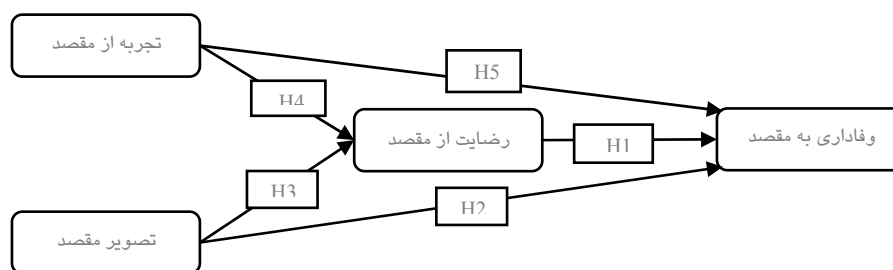 تجربه از مقصد
H5
H4
رضایت از مقصد
H1
وفاداری به مقصد
H3
H2
تصویر مقصد